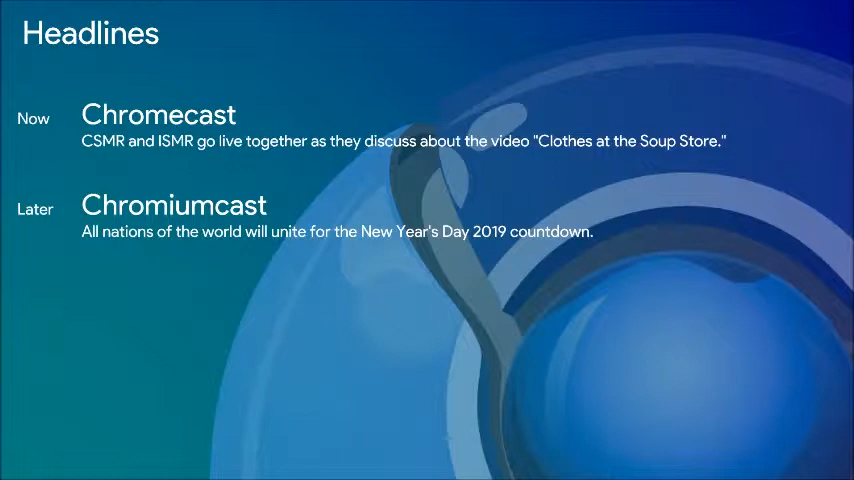 Headlines
Now
Chromecast
CSMR and ISMR go live together as they discuss about the video "Clothes at the Soup Store."
Later
Chromiumcast
All nations of the world will unite for the New Year's Day 2019 countdown.